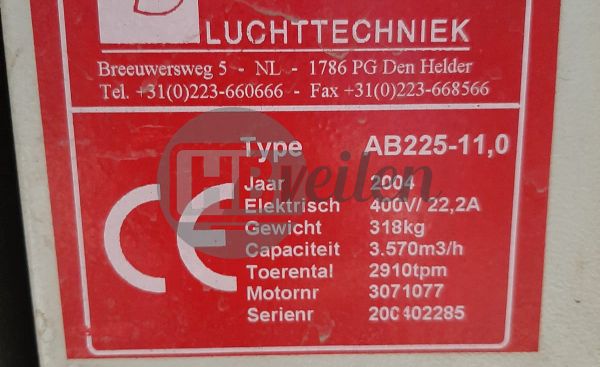 LUCHTTECHNIEK
Breeuwersweg 5 - NL - 1786 PG Den Helder
Tel. +31(0)223-660666 - Fax +31(0)223-668566
Type AB225-11,0
Jaar 2004
Elektrisch 400V/ 22,2A
Gewicht 318kg
Capaciteit 3.570m3/h
Toerental 2910tpm
Motornr 3071077
Serienr 200402285
CE
HB veilen